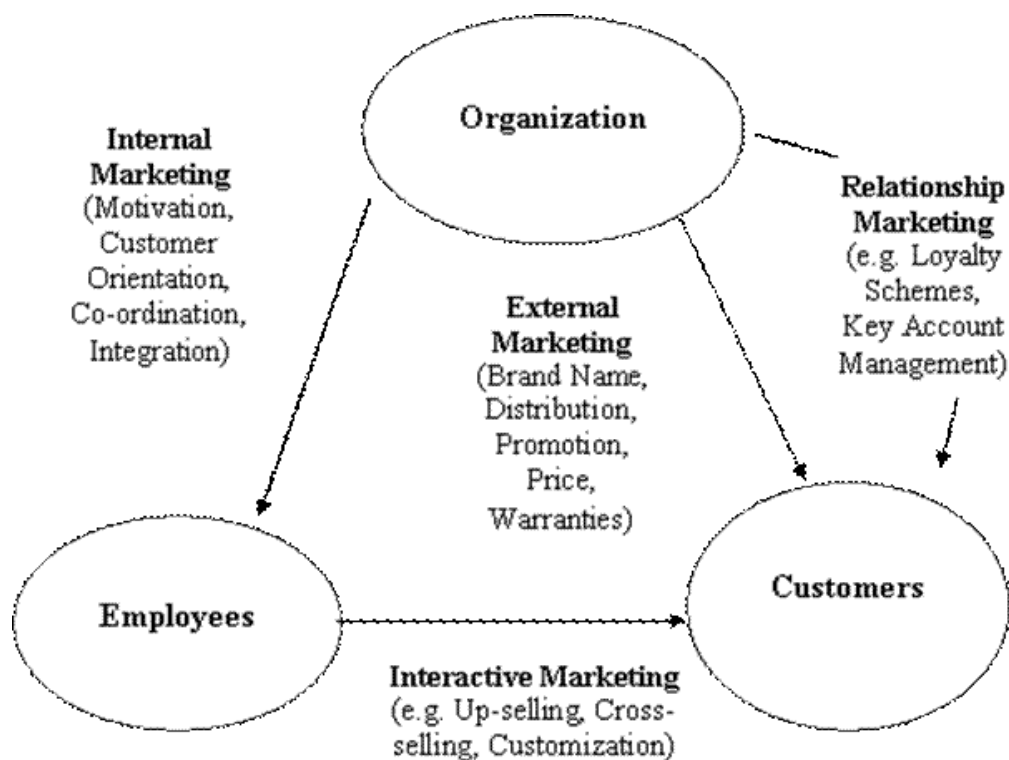 Organization
Internal
Marketing
(Motivation,
Customer
Orientation,
Co-ordination,
Integration)
Relationship
Marketing
(e.g. Loyalty
Schemes,
Key Account
Management)
External
Marketing
(Brand Name,
Distribution,
Promotion,
Price,
Warranties)
Employees
Customers
Interactive Marketing
(e.g. Up-selling, Cross-
selling, Customization)